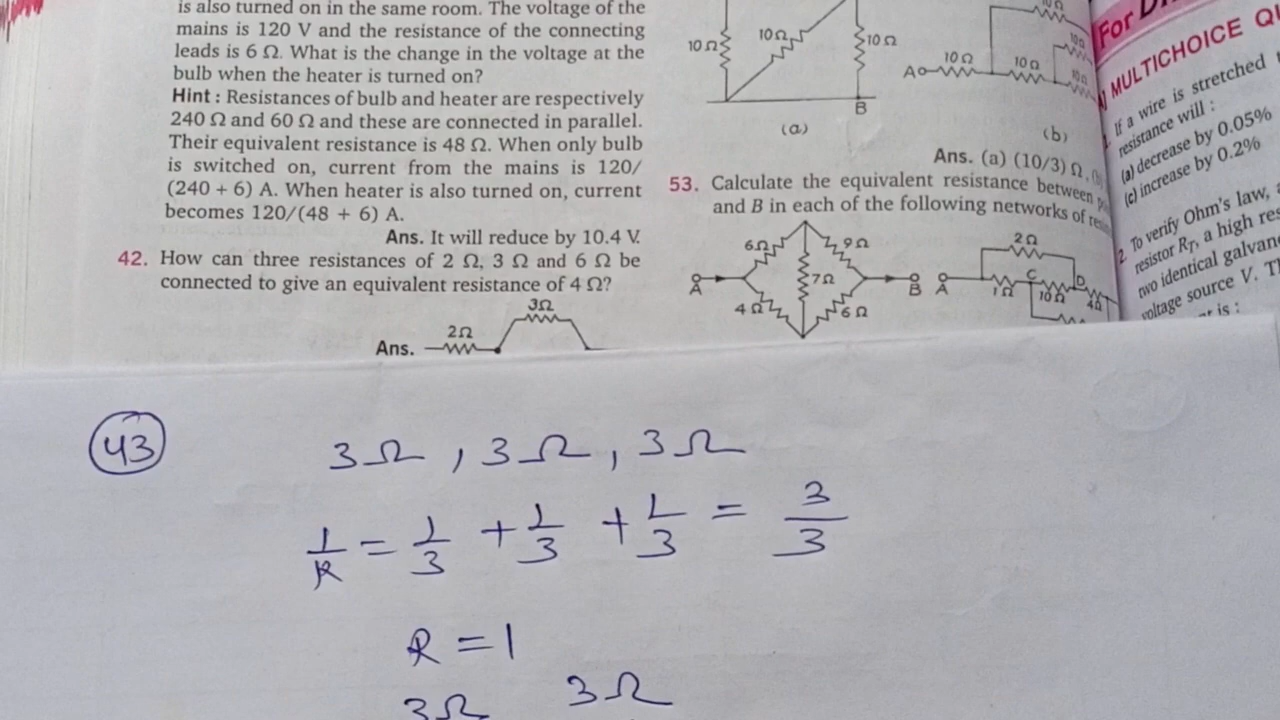 is also turned on in the same room. The voltage of the
mains is 120 V and the resistance of the connecting
leads is 6 Ω. What is the change in the voltage at the
bulb when the heater is turned on?
Hint : Resistances of bulb and heater are respectively
240 Ω and 60 Ω and these are connected in parallel.
Their equivalent resistance is 48 Ω. When only bulb
is switched on, current from the mains is 120/
(240 + 6) A. When heater is also turned on, current
becomes 120/(48 + 6) A.
Ans. It will reduce by 10.4 V.
42. How can three resistances of 2 Ω, 3 Ω and 6 Ω be
connected to give an equivalent resistance of 4 Ω?
3Ω
2Ω
Ans.
10 Ω 10Ω 10 Ω
B
(a)
10 Ω
10 Ω
10Ω
10Ω
A
(b)
Ans. (a) (10/3) Ω,
53. Calculate the equivalent resistance between
and B in each of the following networks of
6Ω 9Ω
7Ω
A B
4Ω 6Ω
2Ω
A C D
1Ω 10Ω 4Ω
For
A] MULTICHOICE
If a wire is stretched
resistance will :
(a) decrease by 0.05%
(c) increase by 0.2%
2. To verify Ohm's law,
resistor RT, a high
two identical
voltage source V.
is :
43
3Ω , 3Ω , 3Ω
1/R = 1/3 + 1/3 + 1/3 = 3/3
R = 1
3Ω 3Ω